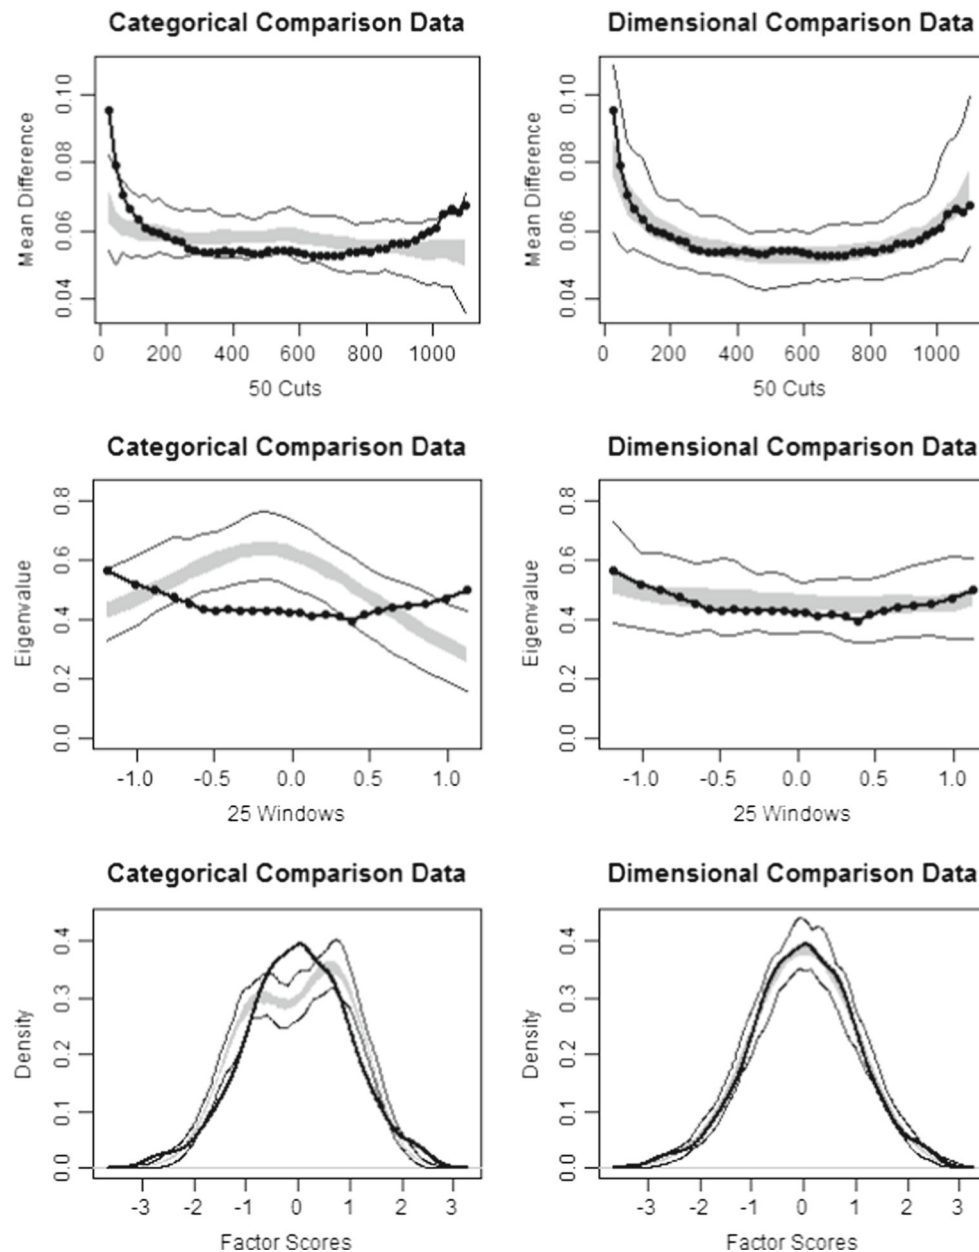 Categorical Comparison Data
Mean Difference
0.10
0.08
0.06
0.04
0 200 400 600 800 1000
50 Cuts
Dimensional Comparison Data
Mean Difference
0.10
0.08
0.06
0.04
0 200 400 600 800 1000
50 Cuts
Categorical Comparison Data
Eigenvalue
0.8
0.6
0.4
0.2
0.0
-1.0 -0.5 0.0 0.5 1.0
25 Windows
Dimensional Comparison Data
Eigenvalue
0.8
0.6
0.4
0.2
0.0
-1.0 -0.5 0.0 0.5 1.0
25 Windows
Categorical Comparison Data
Density
0.4
0.3
0.2
0.1
0.0
-3 -2 -1 0 1 2 3
Factor Scores
Dimensional Comparison Data
Density
0.4
0.3
0.2
0.1
0.0
-3 -2 -1 0 1 2 3
Factor Scores